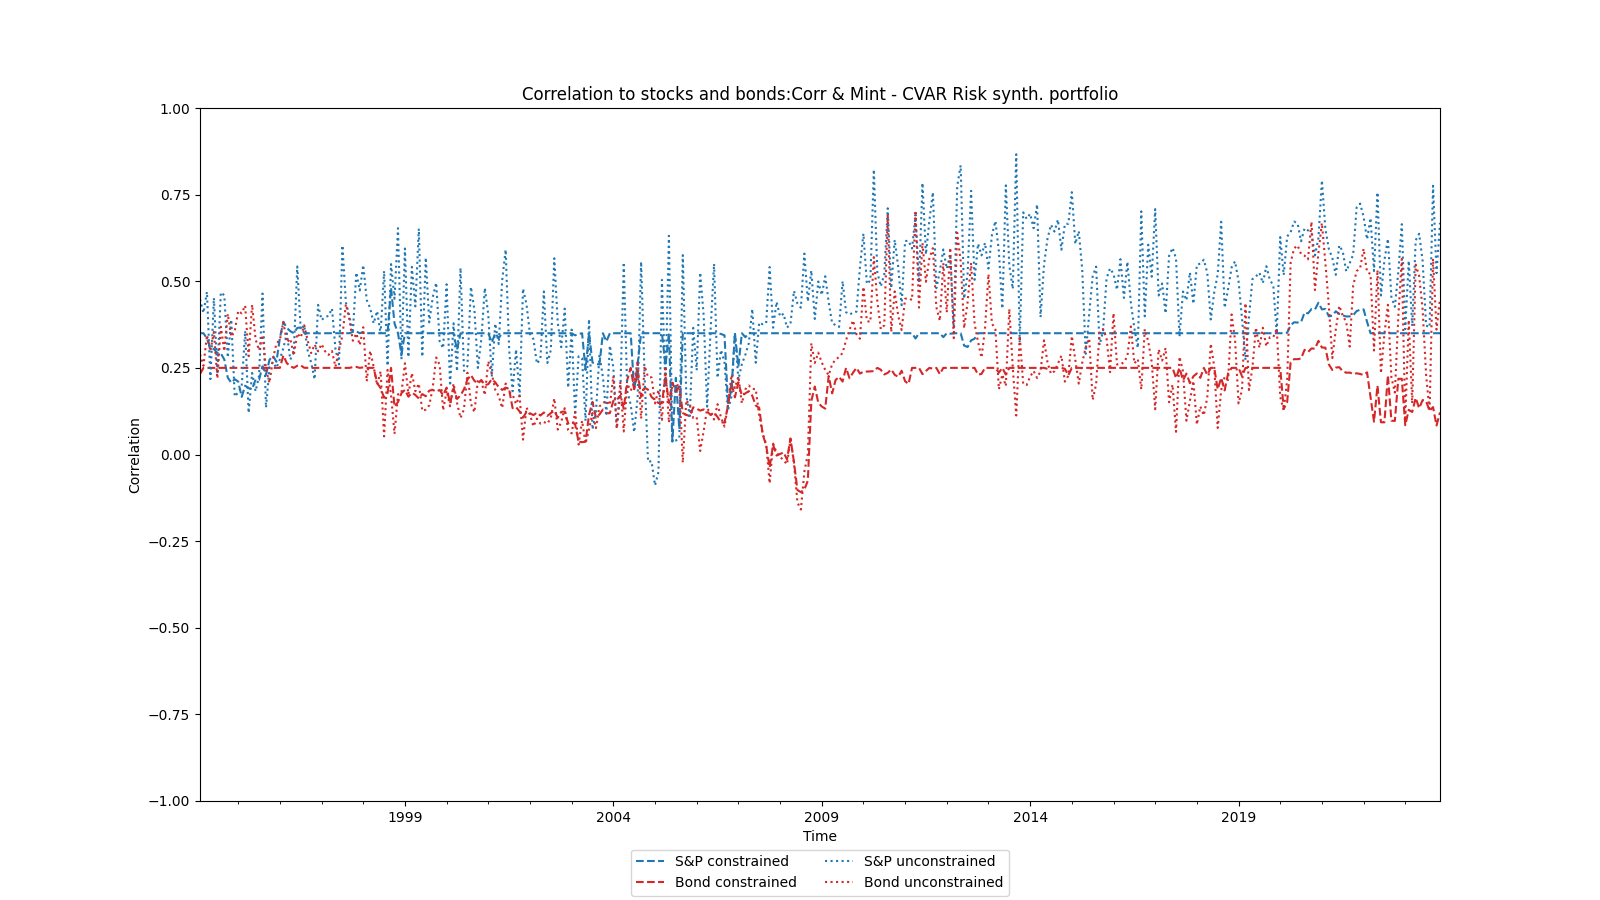 Correlation to stocks and bonds:Corr & Mint - CVAR Risk synth. portfolio
1.00
0.75
0.50
0.25
0.00
−0.25
−0.50
−0.75
−1.00
Correlation
1999
2004
2009
2014
2019
Time
S&P constrained
Bond constrained
S&P unconstrained
Bond unconstrained